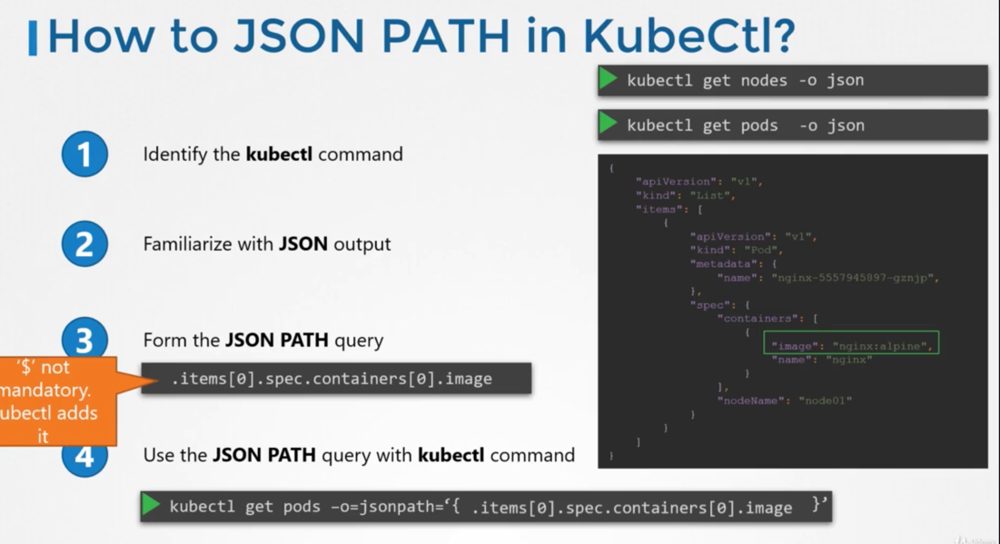 How to JSON PATH in KubeCtl?
kubectl get nodes -o json
kubectl get pods  -o json
1
Identify the kubectl command
2
Familiarize with JSON output
3
Form the JSON PATH query
'$' not
mandatory.
ubectl adds
it
.items[0].spec.containers[0].image
4
Use the JSON PATH query with kubectl command
kubectl get pods –o=jsonpath=‘{ .items[0].spec.containers[0].image }’
{
"apiVersion": "v1",
"kind": "List",
"items": [
{
"apiVersion": "v1",
"kind": "Pod",
"metadata": {
"name": "nginx-5557945897-gznjp",
},
"spec": {
"containers": [
{
"image": "nginx:alpine",
"name": "nginx"
}
],
"nodeName": "node01"
}
}
]
}